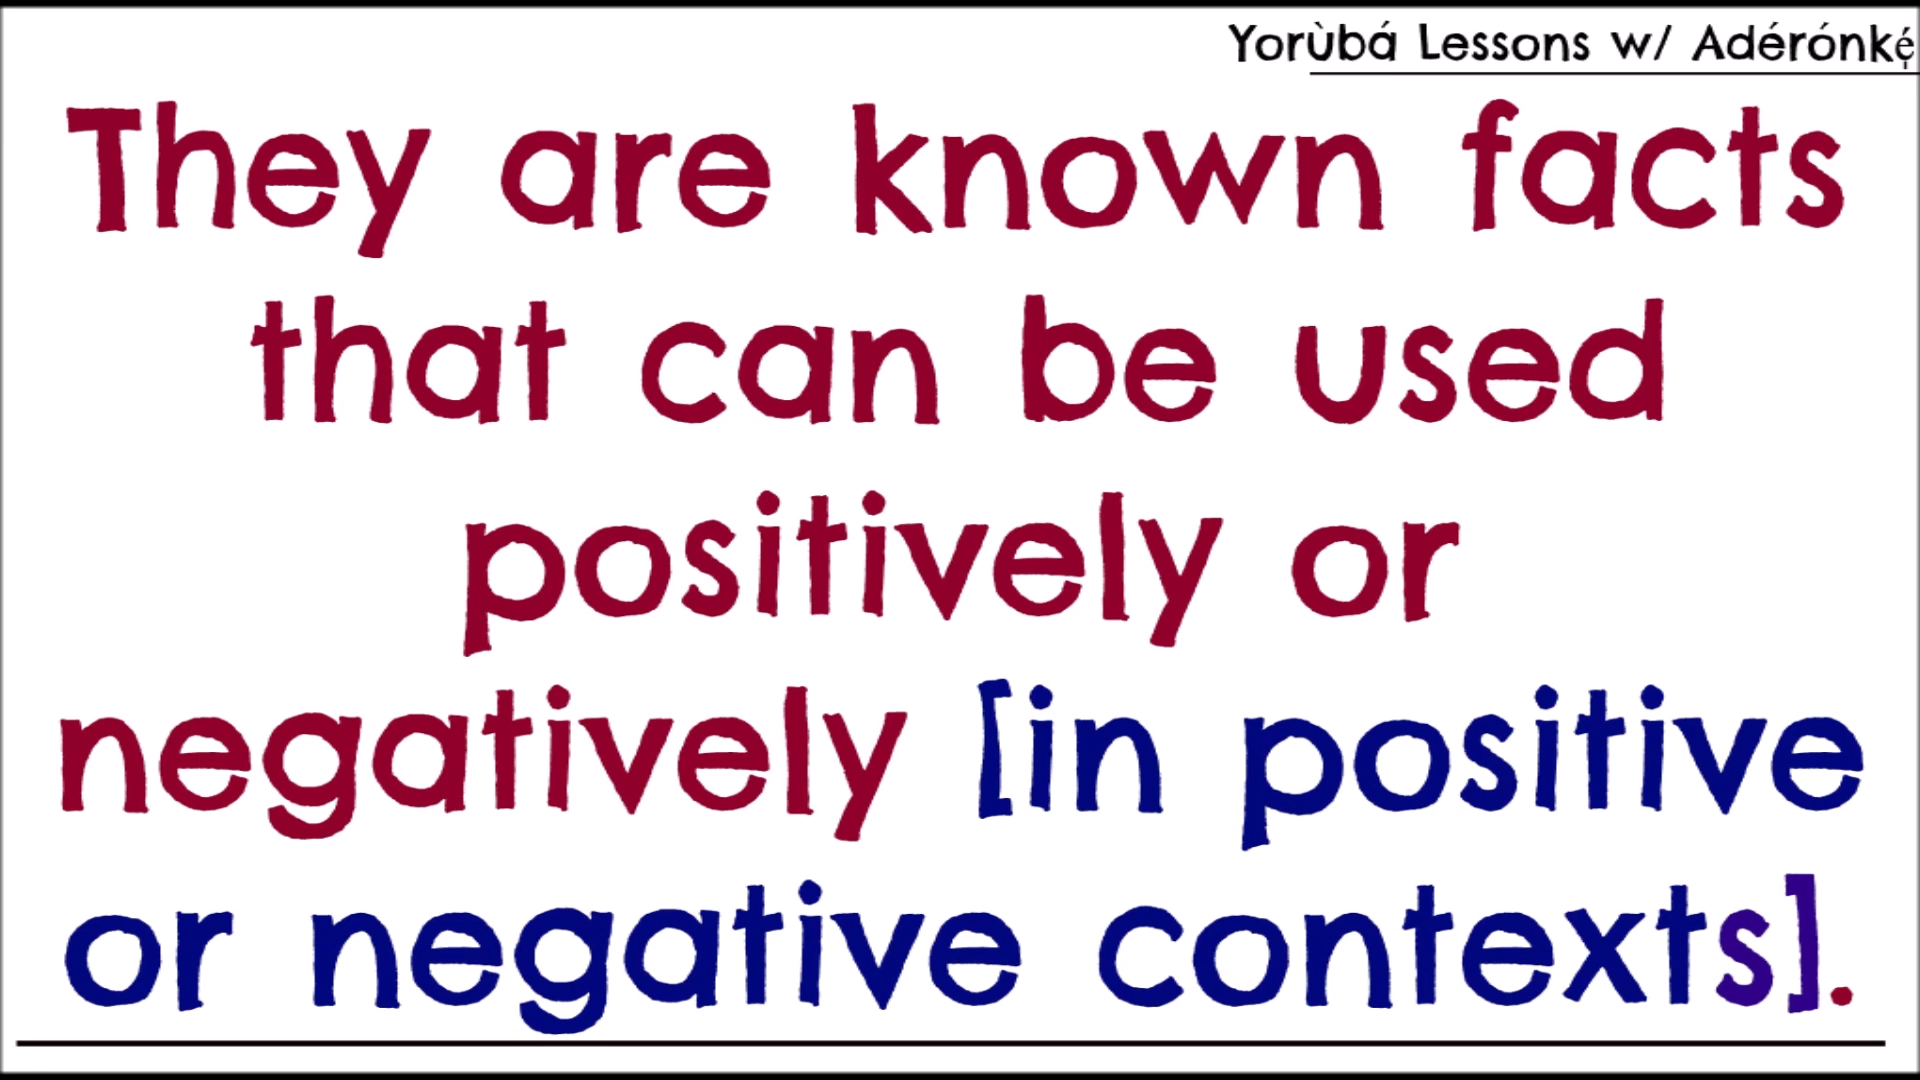 Yorùbá Lessons w/ Adérónkẹ́
They are known facts
that can be used
positively or
negatively [in positive
or negative contexts].